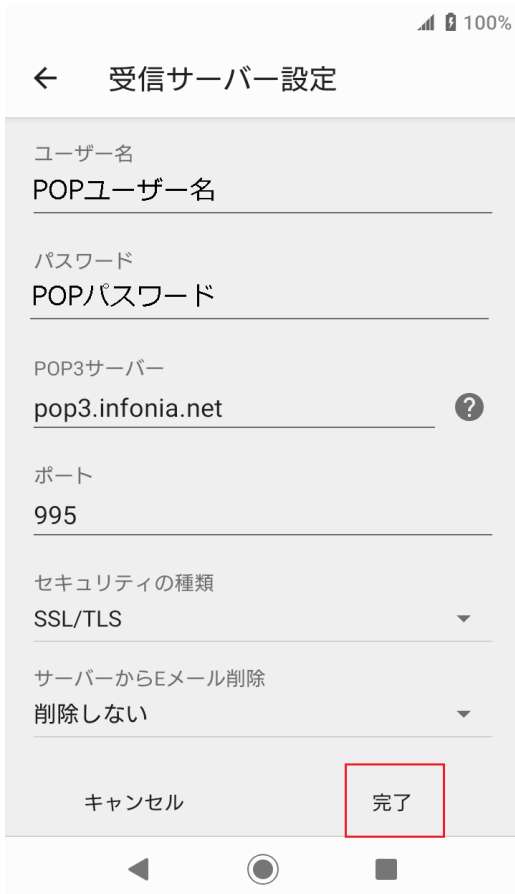 100%
受信サーバー設定
ユーザー名
POPユーザー名
パスワード
POPパスワード
POP3サーバー
pop3.infonia.net
?
ポート
995
セキュリティの種類
SSL/TLS
サーバーからEメール削除
削除しない
キャンセル 完了